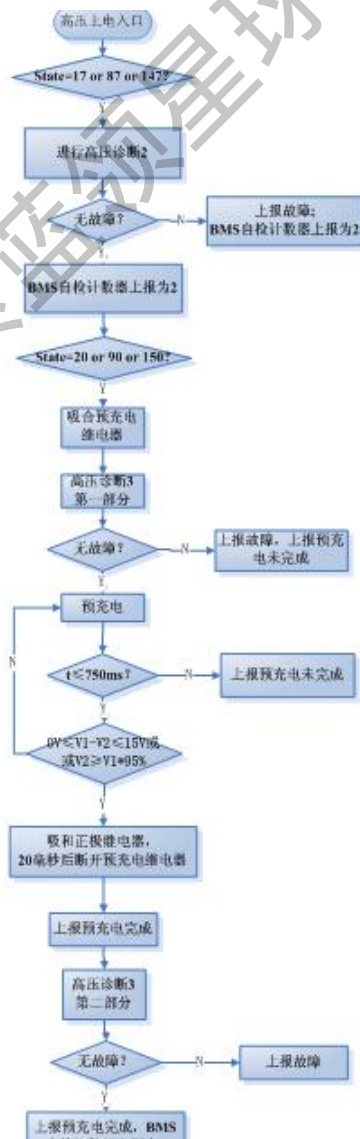 高压上电入口
State=17 or 87 or 147?
Y
进行高压诊断2
无故障?
N
上报故障;
BMS自检计数器上报为2
Y
BMS自检计数器上报为2
State=20 or 90 or 150?
Y
吸合预充电
继电器
高压诊断3
第一部分
无故障?
N
上报故障，上报预充
电未完成
Y
预充电
N
t≤750ms?
N
上报预充电未完成
Y
0V≤V1-V2≤15V或
或V2≥V1*95%
Y
吸和正极继电器，
20毫秒后断开预充电继电器
上报预充电完成
高压诊断3
第二部分
无故障?
N
上报故障
Y
上报预充电完成，BMS
蓝领星球